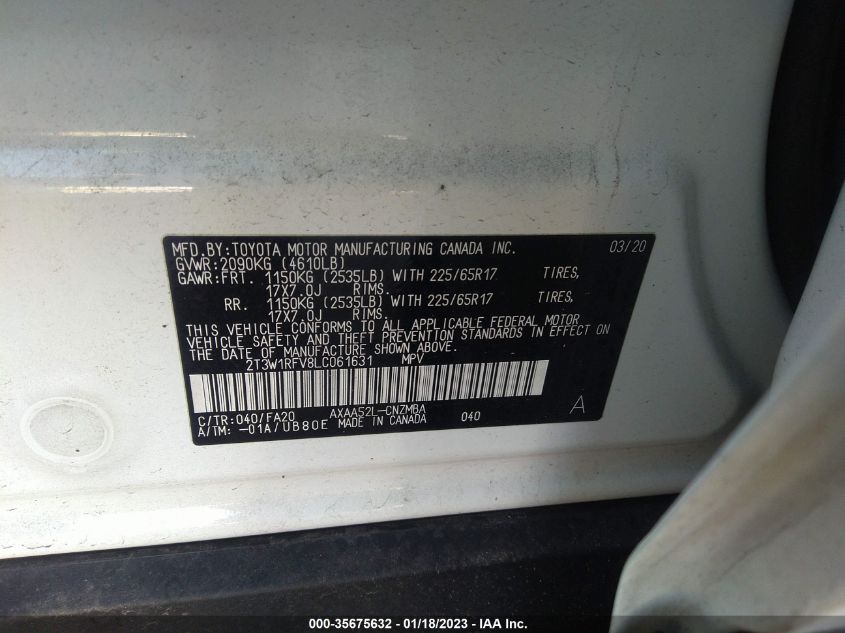 MFD.BY:TOYOTA MOTOR MANUFACTURING CANADA INC. 03/20
GVWR:2090KG (4610LB)
GAWR:FRT. 1150KG (2535LB) WITH 225/65R17 TIRES,
17X7.0J RIMS.
RR. 1150KG (2535LB) WITH 225/65R17 TIRES,
17X7.0J RIMS.
THIS VEHICLE CONFORMS TO ALL APPLICABLE FEDERAL MOTOR
VEHICLE SAFETY AND THEFT PREVENTION STANDARDS IN EFFECT ON
THE DATE OF MANUFACTURE SHOWN ABOVE.
2T3W1RFV8LC061631 MPV
C/TR:040/FA20 AXAA52L-CNZMBA 040 A
A/TM: -01A/UB80E MADE IN CANADA
000-35675632 - 01/18/2023 - IAA Inc.